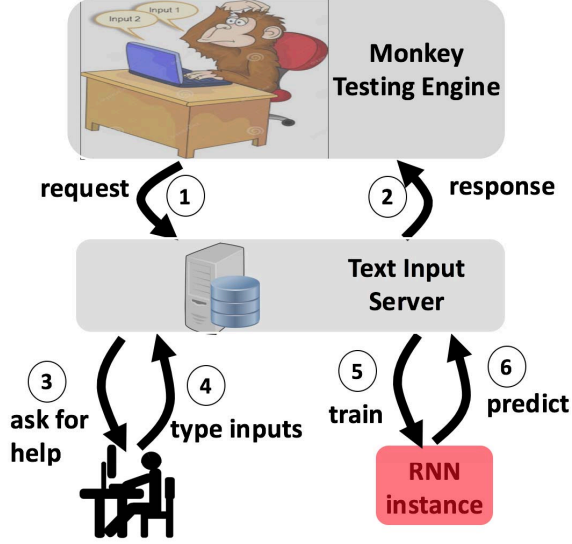 Input 1
Input 2
Monkey
Testing Engine
request
1
2
response
Text Input
Server
3
ask for
help
4
type inputs
5
train
6
predict
RNN
instance